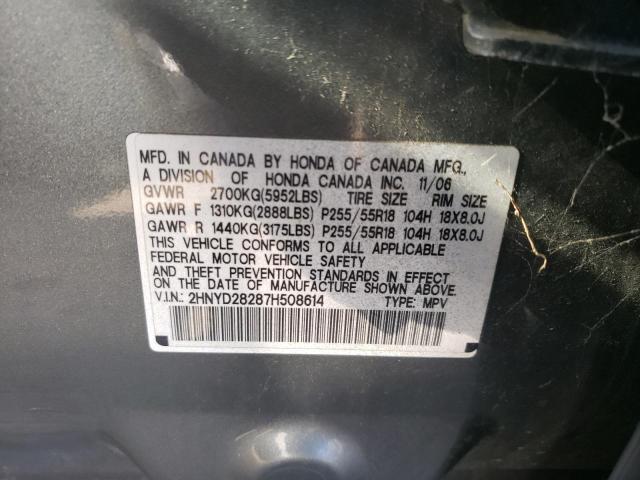 MFD. IN CANADA BY HONDA OF CANADA MFG.,
A DIVISION OF HONDA CANADA INC. 11/06
GVWR 2700KG(5952LBS) TIRE SIZE RIM SIZE
GAWR F 1310KG(2888LBS) P255/55R18 104H 18X8.0J
GAWR R 1440KG(3175LBS) P255/55R18 104H 18X8.0J
THIS VEHICLE CONFORMS TO ALL APPLICABLE
FEDERAL MOTOR VEHICLE SAFETY
AND THEFT PREVENTION STANDARDS IN EFFECT
ON THE DATE OF MANUFACTURE SHOWN ABOVE.
V.I.N.: 2HNYD28287H508614 TYPE: MPV